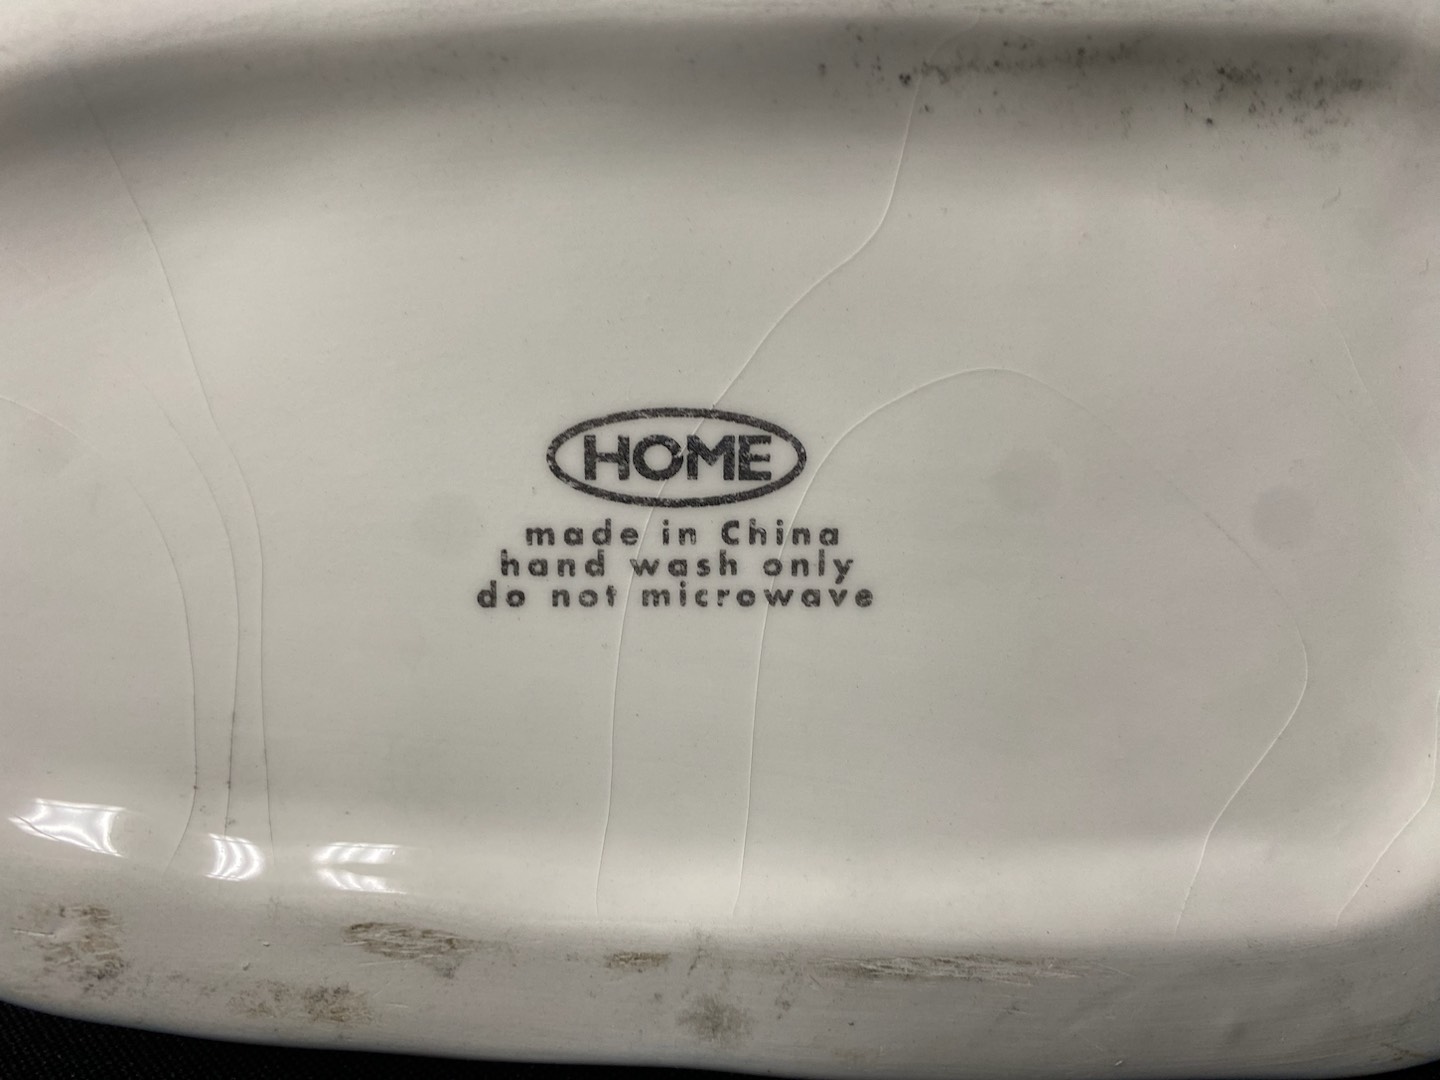 HOME
made in China
hand wash only
do not microwave